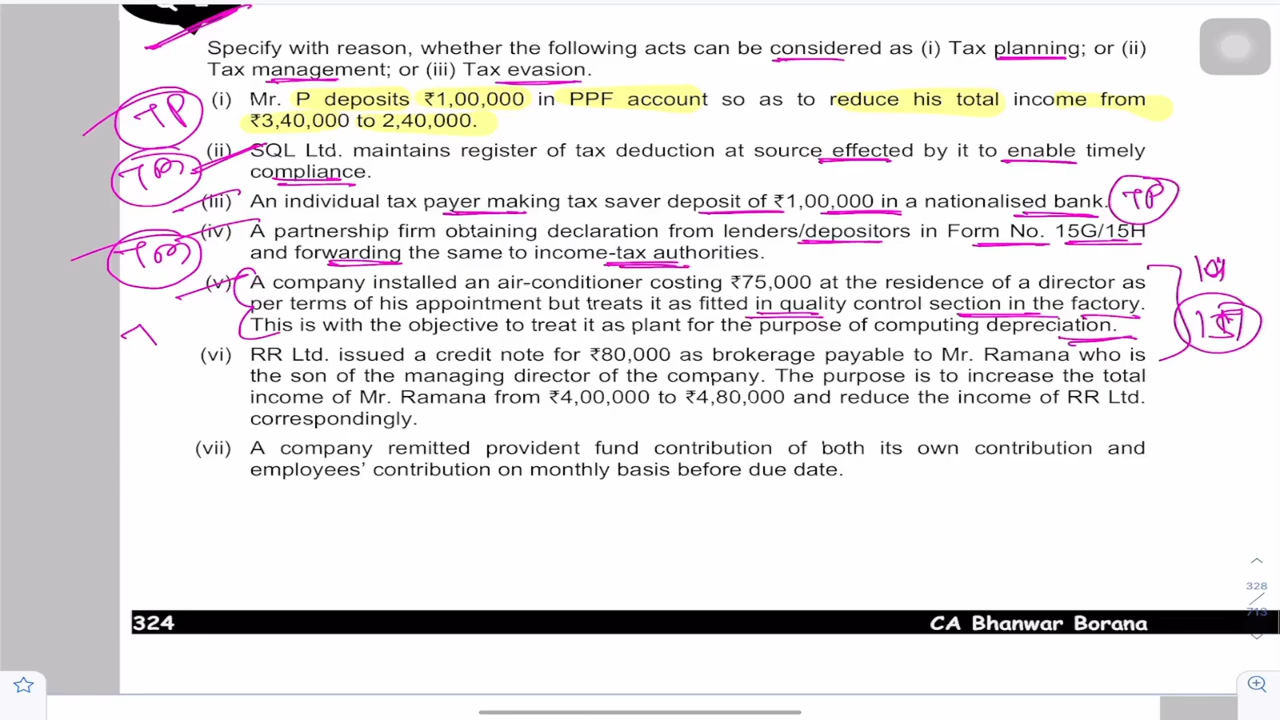 Specify with reason, whether the following acts can be considered as (i) Tax planning; or (ii)
Tax management; or (iii) Tax evasion.
(i) Mr. P deposits ₹1,00,000 in PPF account so as to reduce his total income from
TP
₹3,40,000 to 2,40,000.
(ii) SQL Ltd. maintains register of tax deduction at source effected by it to enable timely
TM
compliance.
(iii) An individual tax payer making tax saver deposit of ₹1,00,000 in a nationalised bank.
TP
(iv) A partnership firm obtaining declaration from lenders/depositors in Form No. 15G/15H
TM
and forwarding the same to income-tax authorities.
(v) A company installed an air-conditioner costing ₹75,000 at the residence of a director as
per terms of his appointment but treats it as fitted in quality control section in the factory.
This is with the objective to treat it as plant for the purpose of computing depreciation.
(vi) RR Ltd. issued a credit note for ₹80,000 as brokerage payable to Mr. Ramana who is
the son of the managing director of the company. The purpose is to increase the total
income of Mr. Ramana from ₹4,00,000 to ₹4,80,000 and reduce the income of RR Ltd.
correspondingly.
(vii) A company remitted provident fund contribution of both its own contribution and
employees' contribution on monthly basis before due date.
328
713
324
CA Bhanwar Borana